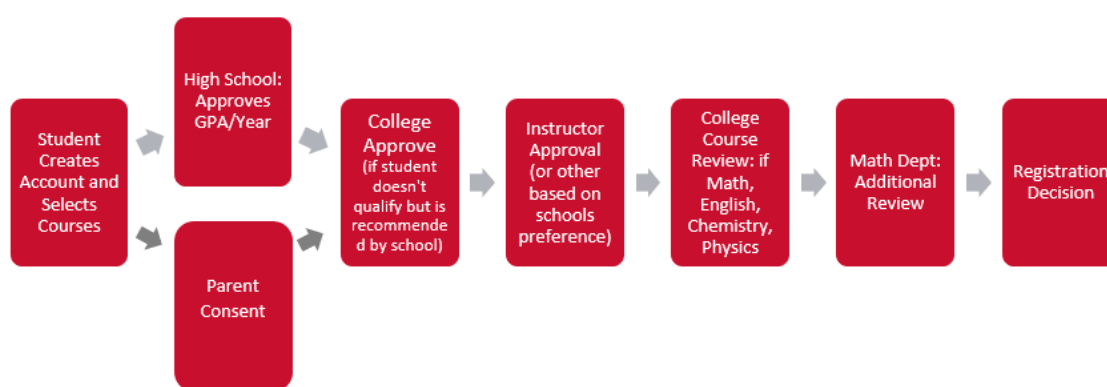 Student
Creates
Account and
Selects
Courses
High School:
Approves
GPA/Year
Parent
Consent
College
Approve
(if student
doesn't
qualify but is
recommende
d by school)
Instructor
Approval
(or other
based on
schools
preference)
College
Course
Review: if
Math,
English,
Chemistry,
Physics
Math Dept:
Additional
Review
Registration
Decision